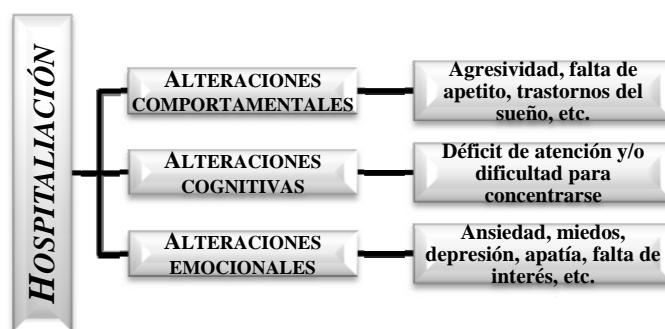 HOSPITALIACIÓN
ALTERACIONES
COMPORTAMENTALES
Agresividad, falta de
apetito, trastornos del
sueño, etc.
ALTERACIONES
COGNITIVAS
Déficit de atención y/o
dificultad para
concentrarse
ALTERACIONES
EMOCIONALES
Ansiedad, miedos,
depresión, apatía, falta de
interés, etc.